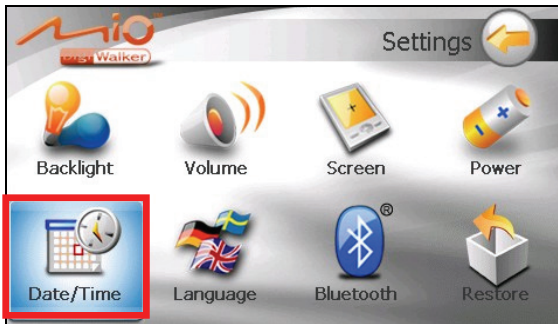 Mio
DigiWalker
Settings
Backlight
Volume
Screen
Power
Date/Time
Language
®
Bluetooth
Restore